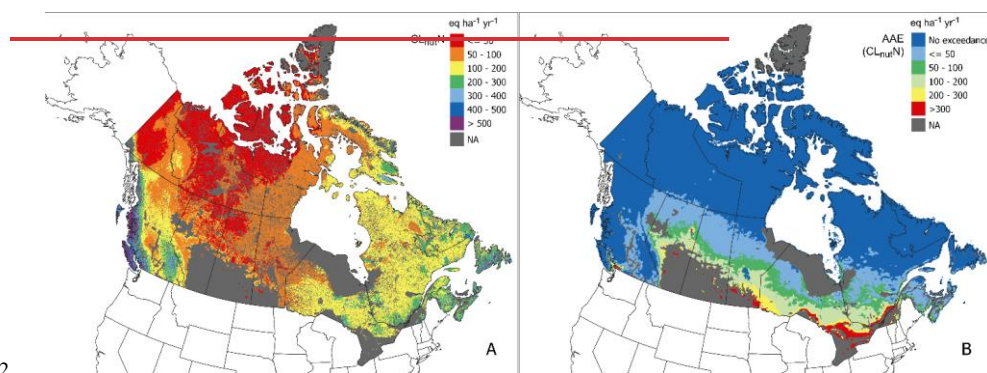 eq ha⁻¹ yr⁻¹
CLnutN
<= 50
50 - 100
100 - 200
200 - 300
300 - 400
400 - 500
> 500
NA
A
eq ha⁻¹ yr⁻¹
AAE
(CLnutN)
No exceedance
<= 50
50 - 100
100 - 200
200 - 300
>300
NA
B
2